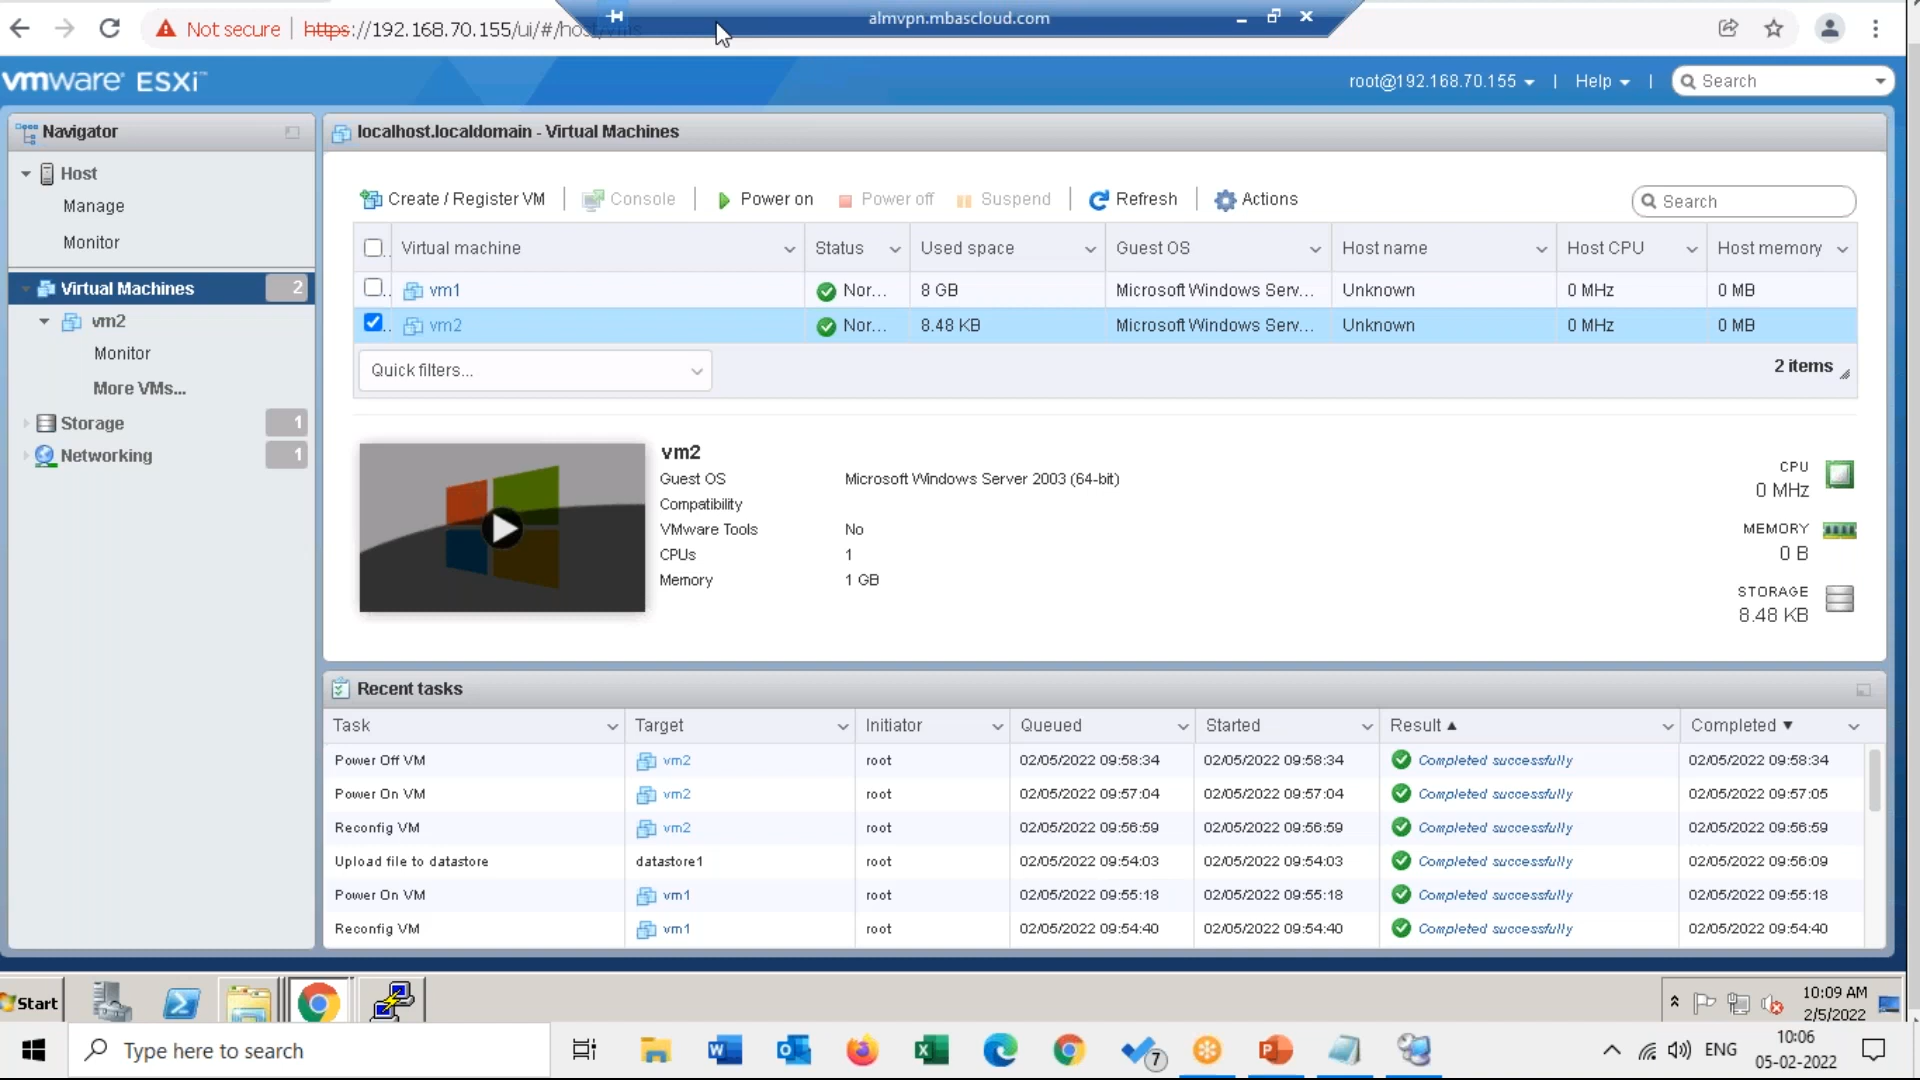 almvpn.mbascloud.com
Not secure | https://192.168.70.155/ui/#/host/vms
vmware ESXi™
root@192.168.70.155 | Help | Search
Navigator
localhost.localdomain - Virtual Machines
Host
Manage
Monitor
Virtual Machines 2
vm2
Monitor
More VMs...
Storage 1
Networking 1
Create / Register VM | Console | Power on Power off Suspend | Refresh | Actions
Search
Virtual machine Status Used space Guest OS Host name Host CPU Host memory
vm1 Nor... 8 GB Microsoft Windows Serv... Unknown 0 MHz 0 MB
vm2 Nor... 8.48 KB Microsoft Windows Serv... Unknown 0 MHz 0 MB
Quick filters...
2 items
vm2
Guest OS Microsoft Windows Server 2003 (64-bit)
Compatibility
VMware Tools No
CPUs 1
Memory 1 GB
CPU
0 MHz
MEMORY
0 B
STORAGE
8.48 KB
Recent tasks
Task Target Initiator Queued Started Result Completed
Power Off VM vm2 root 02/05/2022 09:58:34 02/05/2022 09:58:34 Completed successfully 02/05/2022 09:58:34
Power On VM vm2 root 02/05/2022 09:57:04 02/05/2022 09:57:04 Completed successfully 02/05/2022 09:57:05
Reconfig VM vm2 root 02/05/2022 09:56:59 02/05/2022 09:56:59 Completed successfully 02/05/2022 09:56:59
Upload file to datastore datastore1 root 02/05/2022 09:54:03 02/05/2022 09:54:03 Completed successfully 02/05/2022 09:56:09
Power On VM vm1 root 02/05/2022 09:55:18 02/05/2022 09:55:18 Completed successfully 02/05/2022 09:55:18
Reconfig VM vm1 root 02/05/2022 09:54:40 02/05/2022 09:54:40 Completed successfully 02/05/2022 09:54:40
Start
10:09 AM
2/5/2022
Type here to search
7
ENG
10:06
05-02-2022